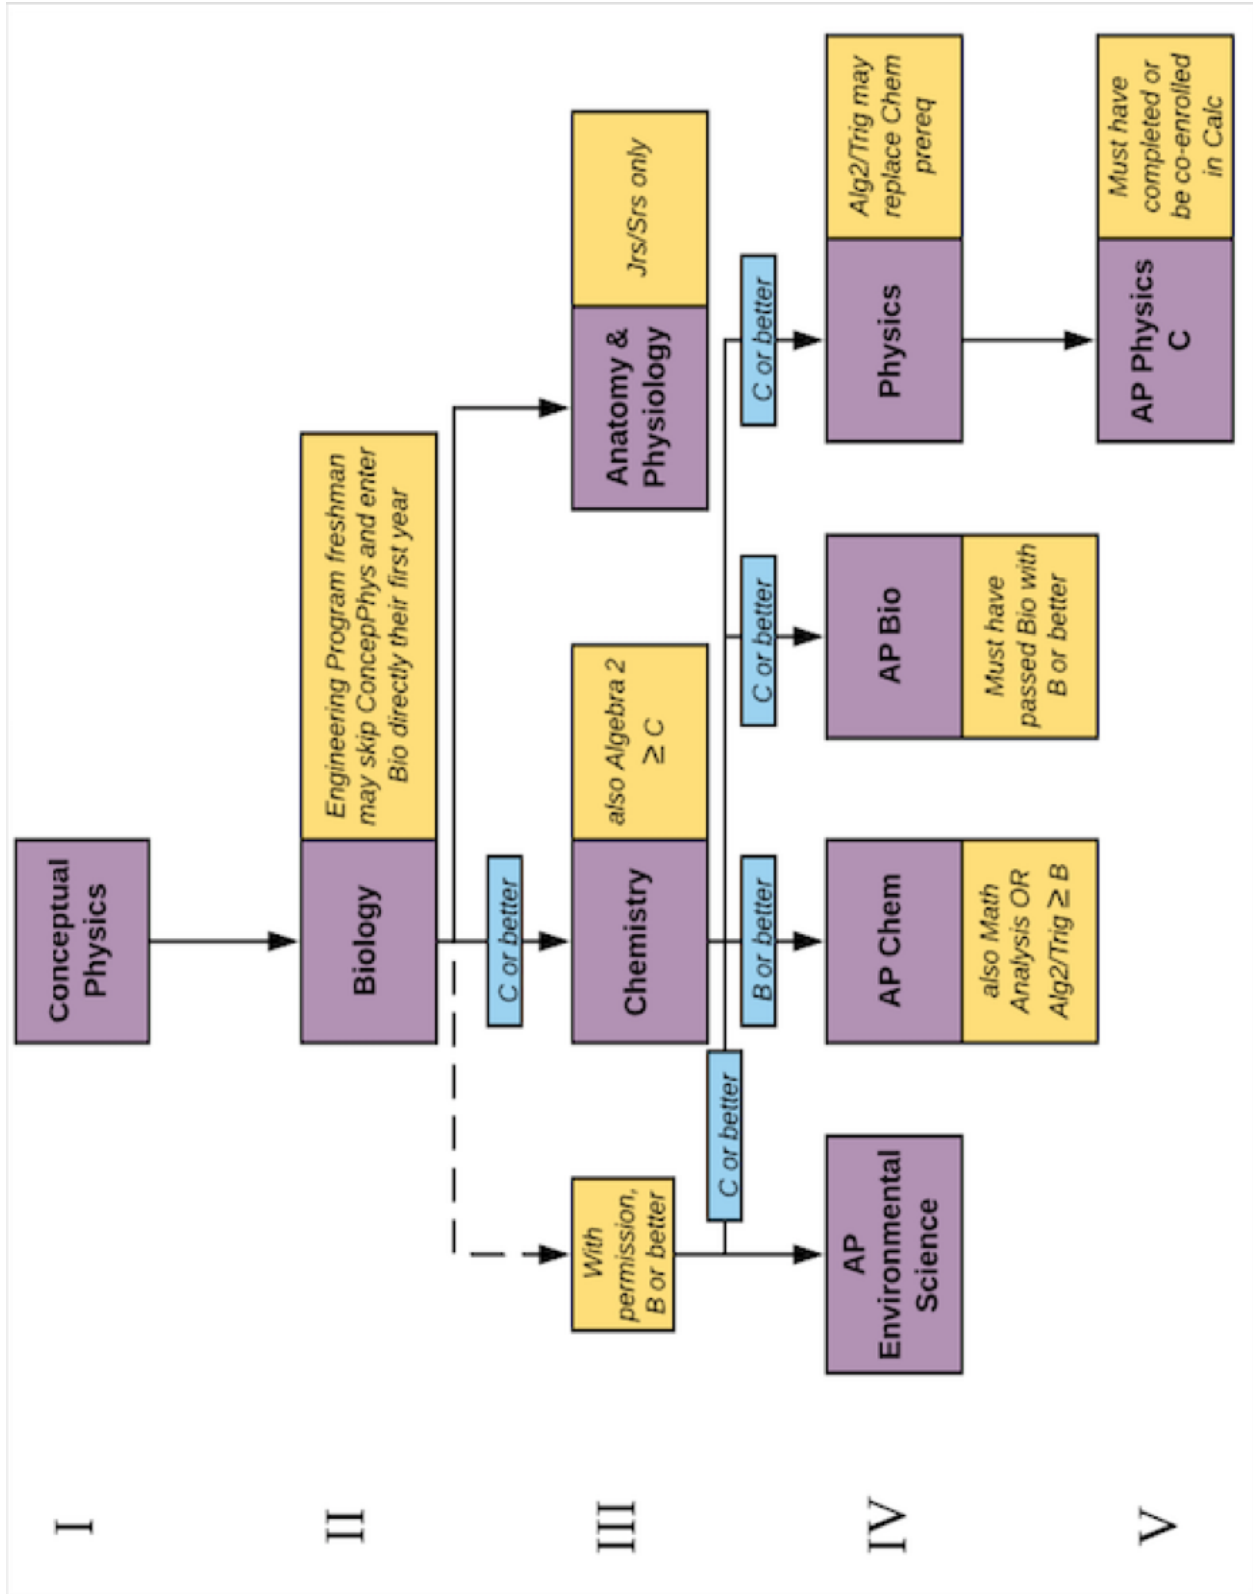 I
Conceptual
Physics
II
Biology
Engineering Program freshman
may skip ConcepPhys and enter
Bio directly their first year
C or better
III
With
permission,
B or better
Chemistry
also Algebra 2
≥ C
Anatomy &
Physiology
Jrs/Srs only
C or better
B or better
C or better
C or better
IV
AP
Environmental
Science
AP Chem
also Math
Analysis OR
Alg2/Trig ≥ B
AP Bio
Must have
passed Bio with
B or better
Physics
Alg2/Trig may
replace Chem
prereq
V
AP Physics
C
Must have
completed or
be co-enrolled
in Calc